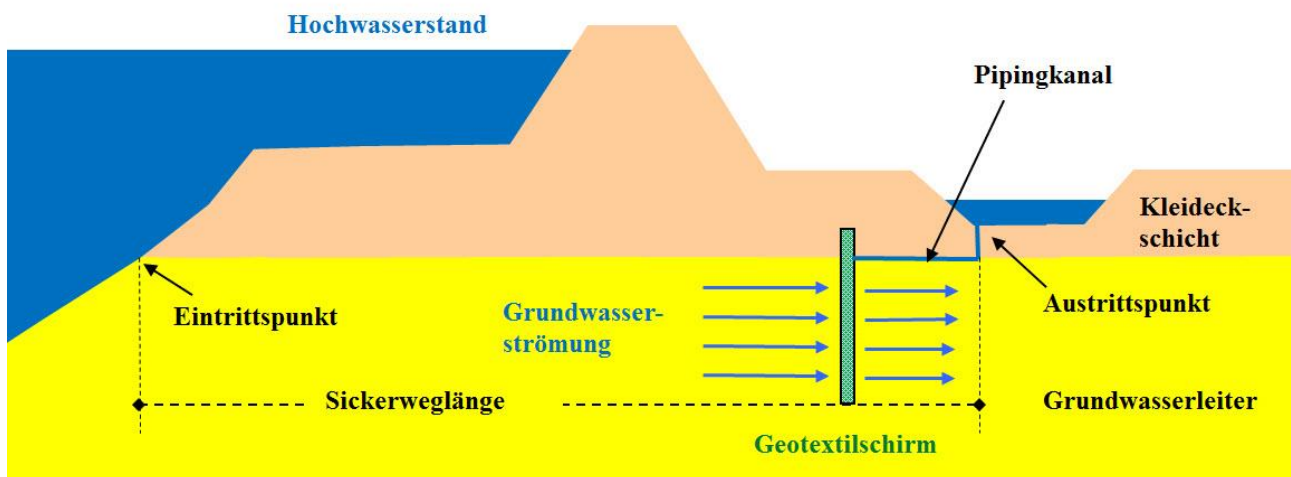 Hochwasserstand
Pipingkanal
Kleideck-
schicht
Eintrittspunkt
Grundwasser-
strömung
Austrittspunkt
Sickerweglänge
Grundwasserleiter
Geotextilschirm